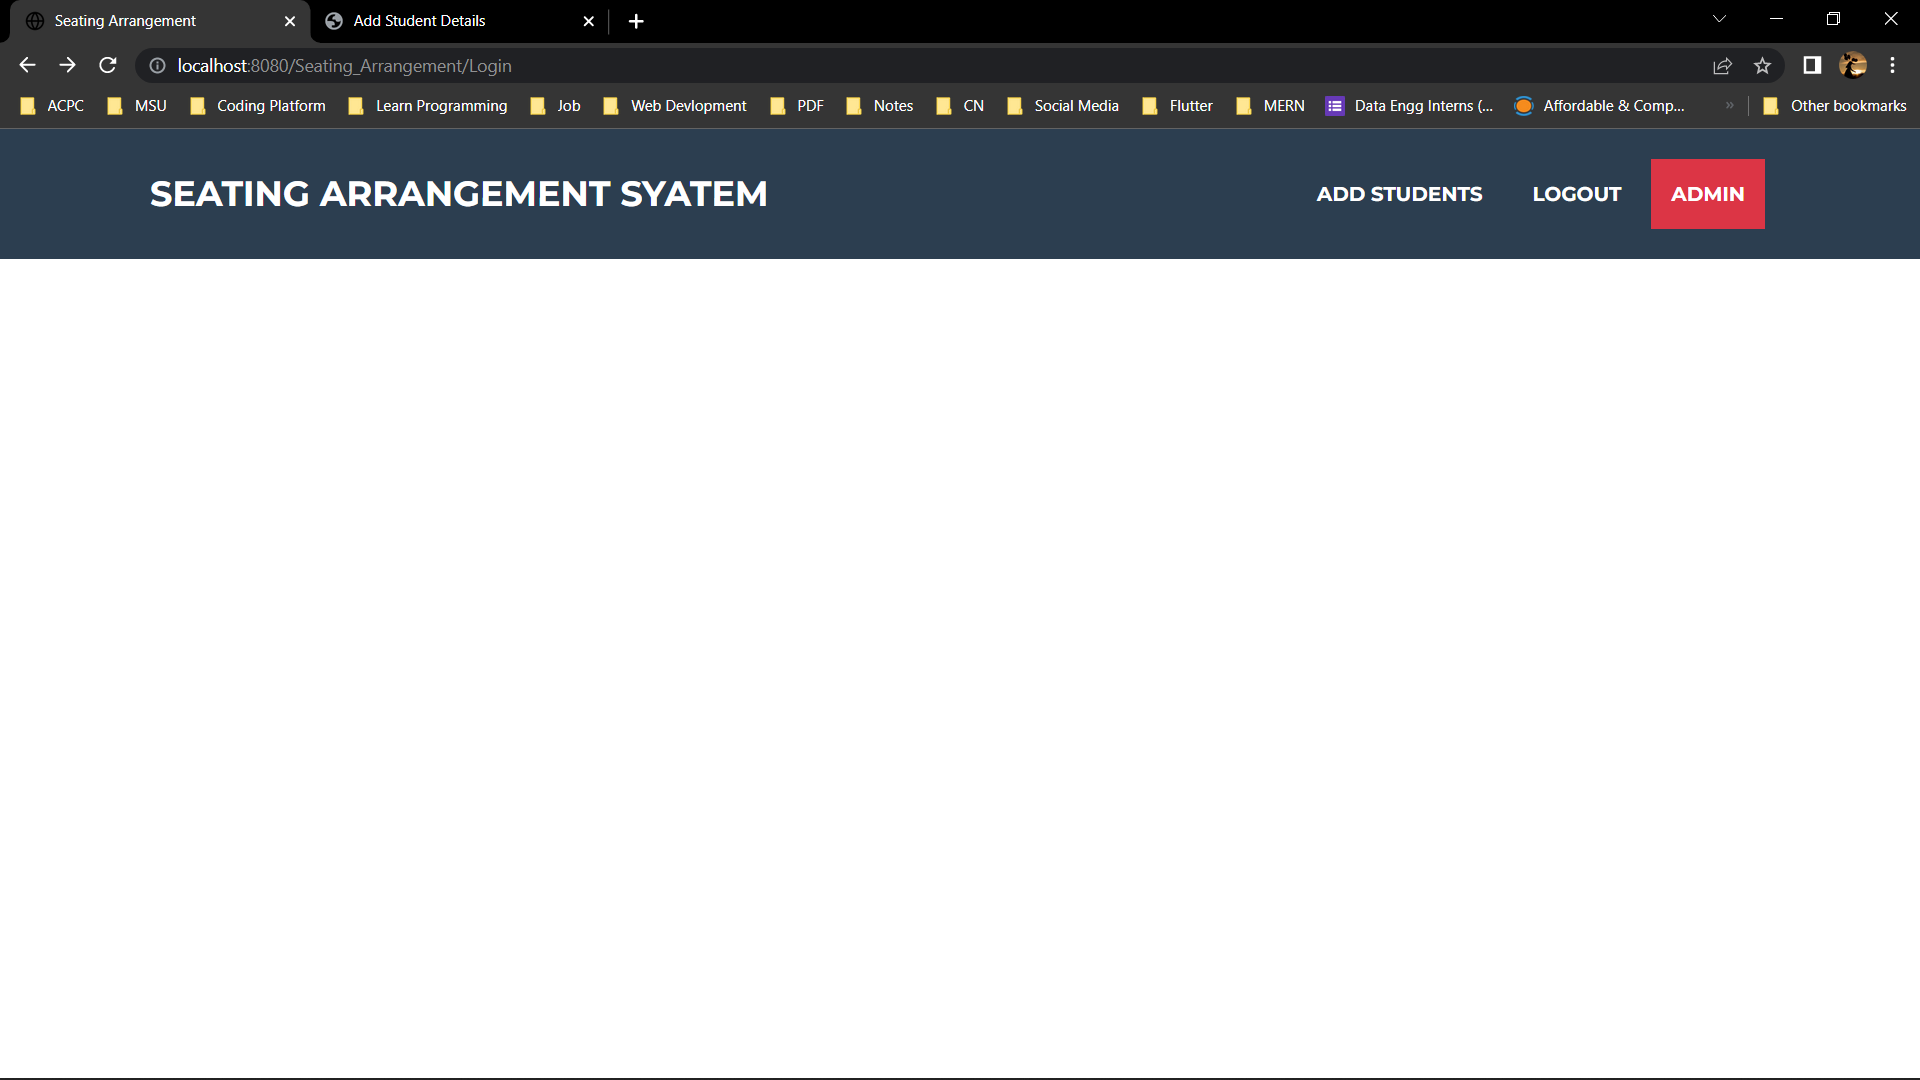 Seating Arrangement
Add Student Details
localhost:8080/Seating_Arrangement/Login
ACPC MSU Coding Platform Learn Programming Job Web Devlopment PDF Notes CN Social Media Flutter MERN Data Engg Interns (... Affordable & Comp... » Other bookmarks
SEATING ARRANGEMENT SYATEM
ADD STUDENTS LOGOUT ADMIN